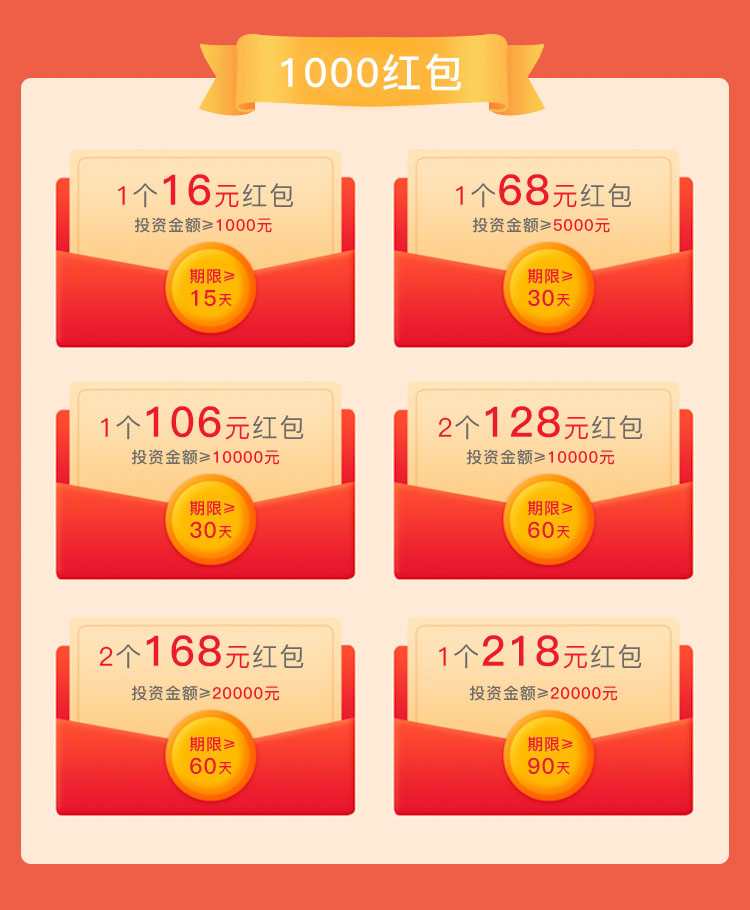 1000红包
1个16元红包
投资金额≥1000元
期限≥
15天
1个68元红包
投资金额≥5000元
期限≥
30天
1个106元红包
投资金额≥10000元
期限≥
30天
2个128元红包
投资金额≥10000元
期限≥
60天
2个168元红包
投资金额≥20000元
期限≥
60天
1个218元红包
投资金额≥20000元
期限≥
90天